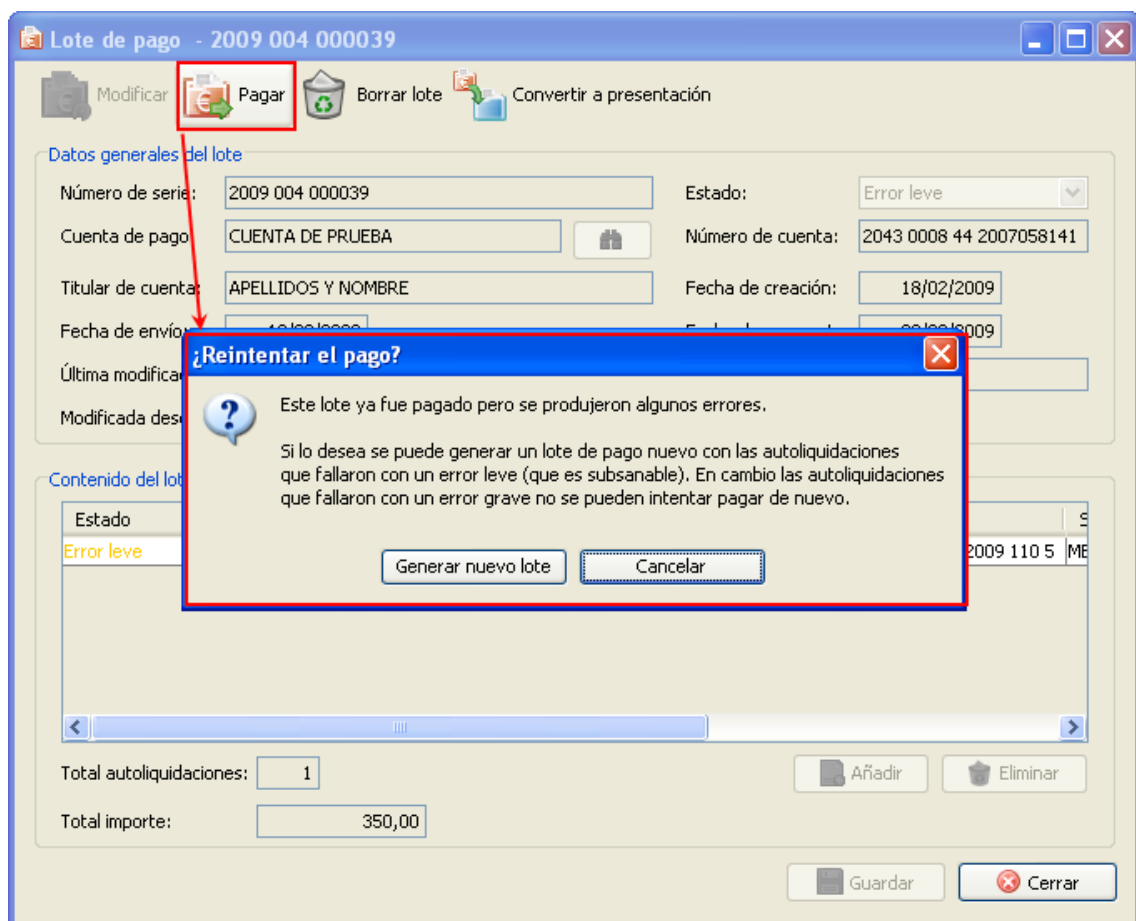 Lote de pago - 2009 004 000039
Modificar Pagar Borrar lote Convertir a presentación
Datos generales del lote
Número de serie: 2009 004 000039 Estado: Error leve
Cuenta de pago CUENTA DE PRUEBA Número de cuenta: 2043 0008 44 2007058141
Titular de cuenta: APELLIDOS Y NOMBRE Fecha de creación: 18/02/2009
Fecha de envío:
Última modifica
Modificada des
¿Reintentar el pago?
Este lote ya fue pagado pero se produjeron algunos errores.
Si lo desea se puede generar un lote de pago nuevo con las autoliquidaciones
que fallaron con un error leve (que es subsanable). En cambio las autoliquidaciones
que fallaron con un error grave no se pueden intentar pagar de nuevo.
Generar nuevo lote Cancelar
Contenido del lot
Estado S
Error leve 2009 110 5 ME
Total autoliquidaciones: 1 Añadir Eliminar
Total importe: 350,00
Guardar Cerrar